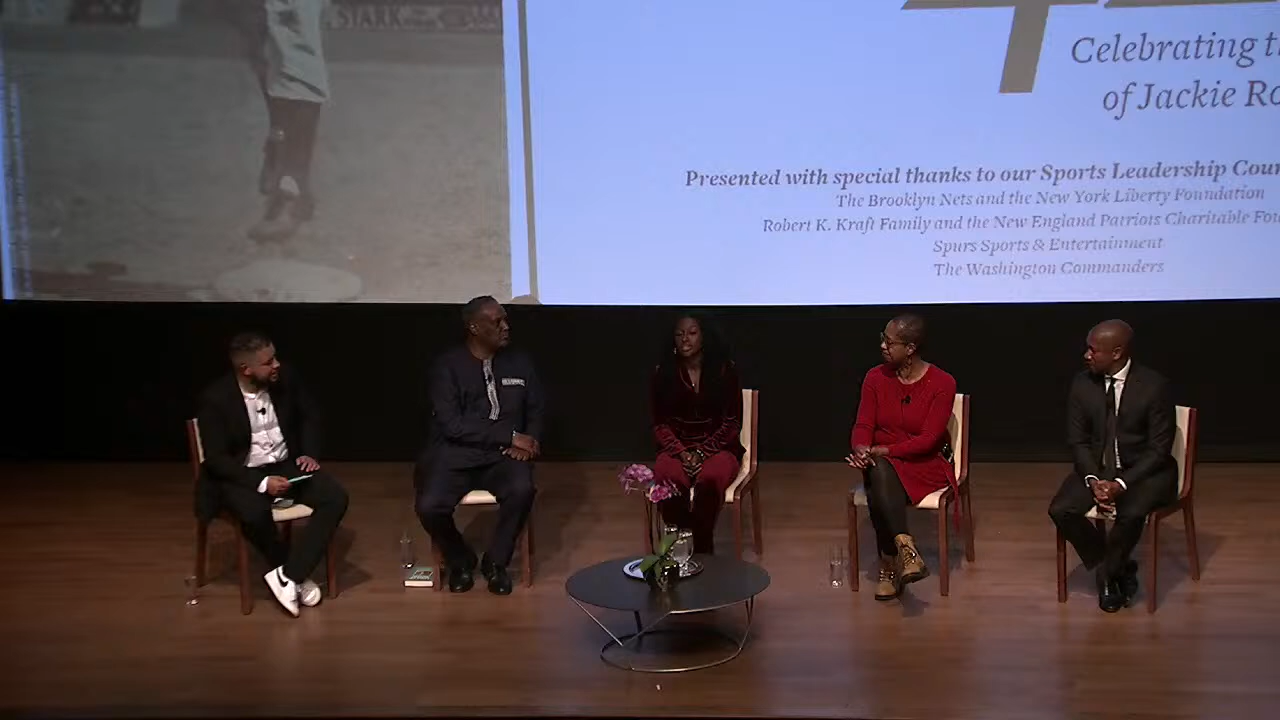 STARK
4
Celebrating t
of Jackie Ro
Presented with special thanks to our Sports Leadership Coun
The Brooklyn Nets and the New York Liberty Foundation
Robert K. Kraft Family and the New England Patriots Charitable Fou
Spurs Sports & Entertainment
The Washington Commanders